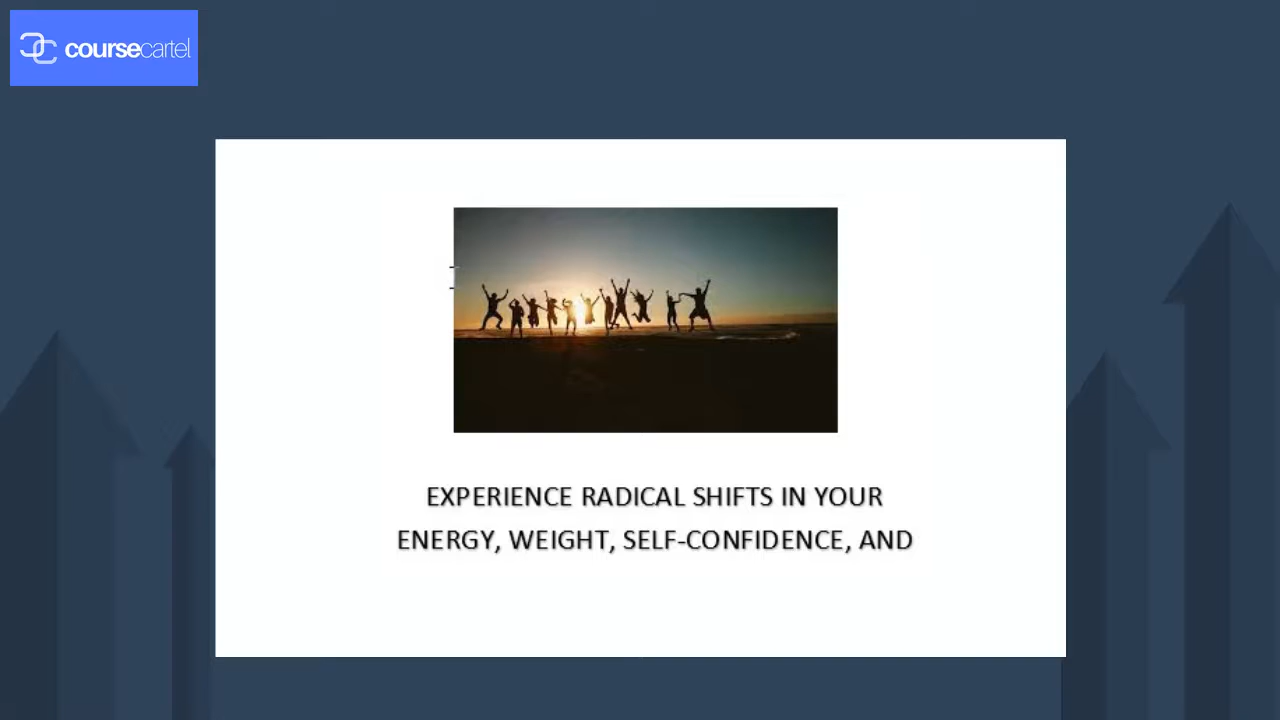 coursecartel
EXPERIENCE RADICAL SHIFTS IN YOUR
ENERGY, WEIGHT, SELF-CONFIDENCE, AND